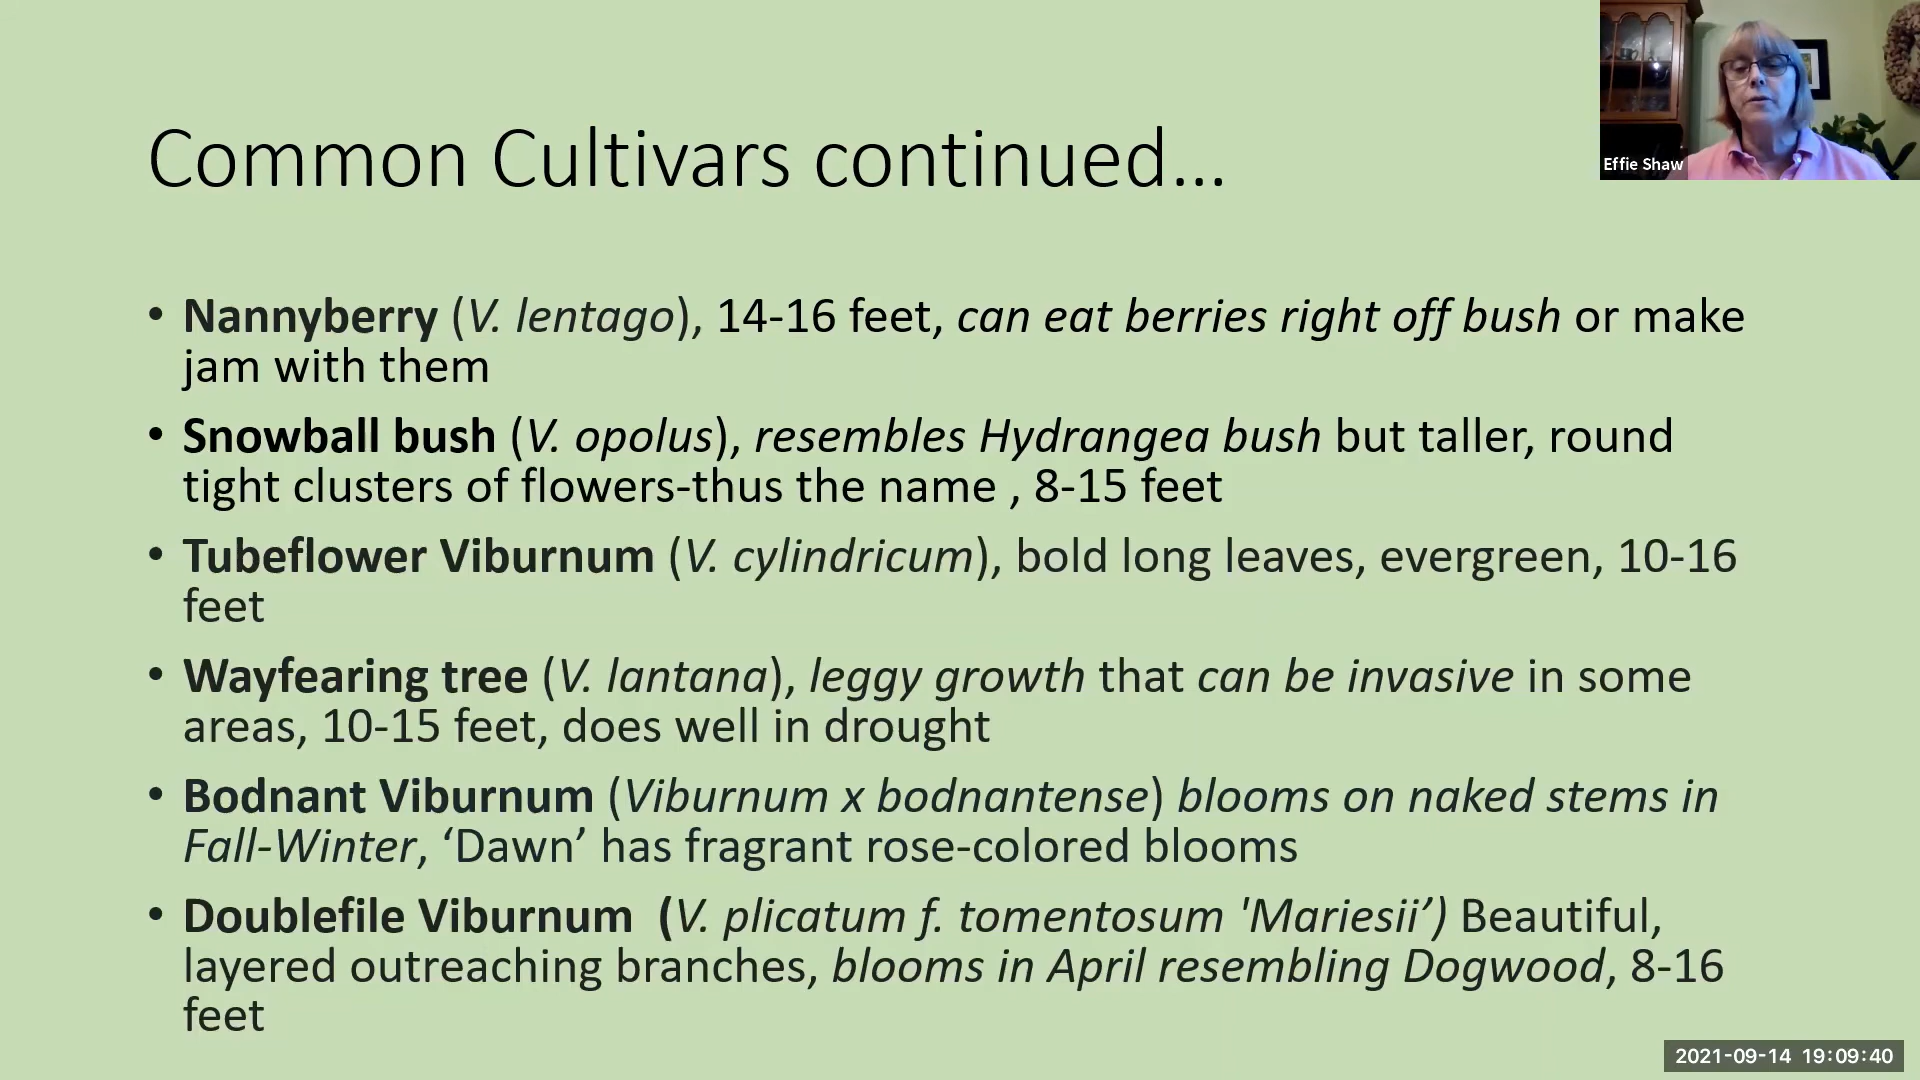 Common Cultivars continued...
Effie Shaw
• Nannyberry (V. lentago), 14-16 feet, can eat berries right off bush or make
jam with them
• Snowball bush (V. opolus), resembles Hydrangea bush but taller, round
tight clusters of flowers-thus the name , 8-15 feet
• Tubeflower Viburnum (V. cylindricum), bold long leaves, evergreen, 10-16
feet
• Wayfearing tree (V. lantana), leggy growth that can be invasive in some
areas, 10-15 feet, does well in drought
• Bodnant Viburnum (Viburnum x bodnantense) blooms on naked stems in
Fall-Winter, ‘Dawn’ has fragrant rose-colored blooms
• Doublefile Viburnum (V. plicatum f. tomentosum 'Mariesii’) Beautiful,
layered outreaching branches, blooms in April resembling Dogwood, 8-16
feet
2021-09-14 19:09:40